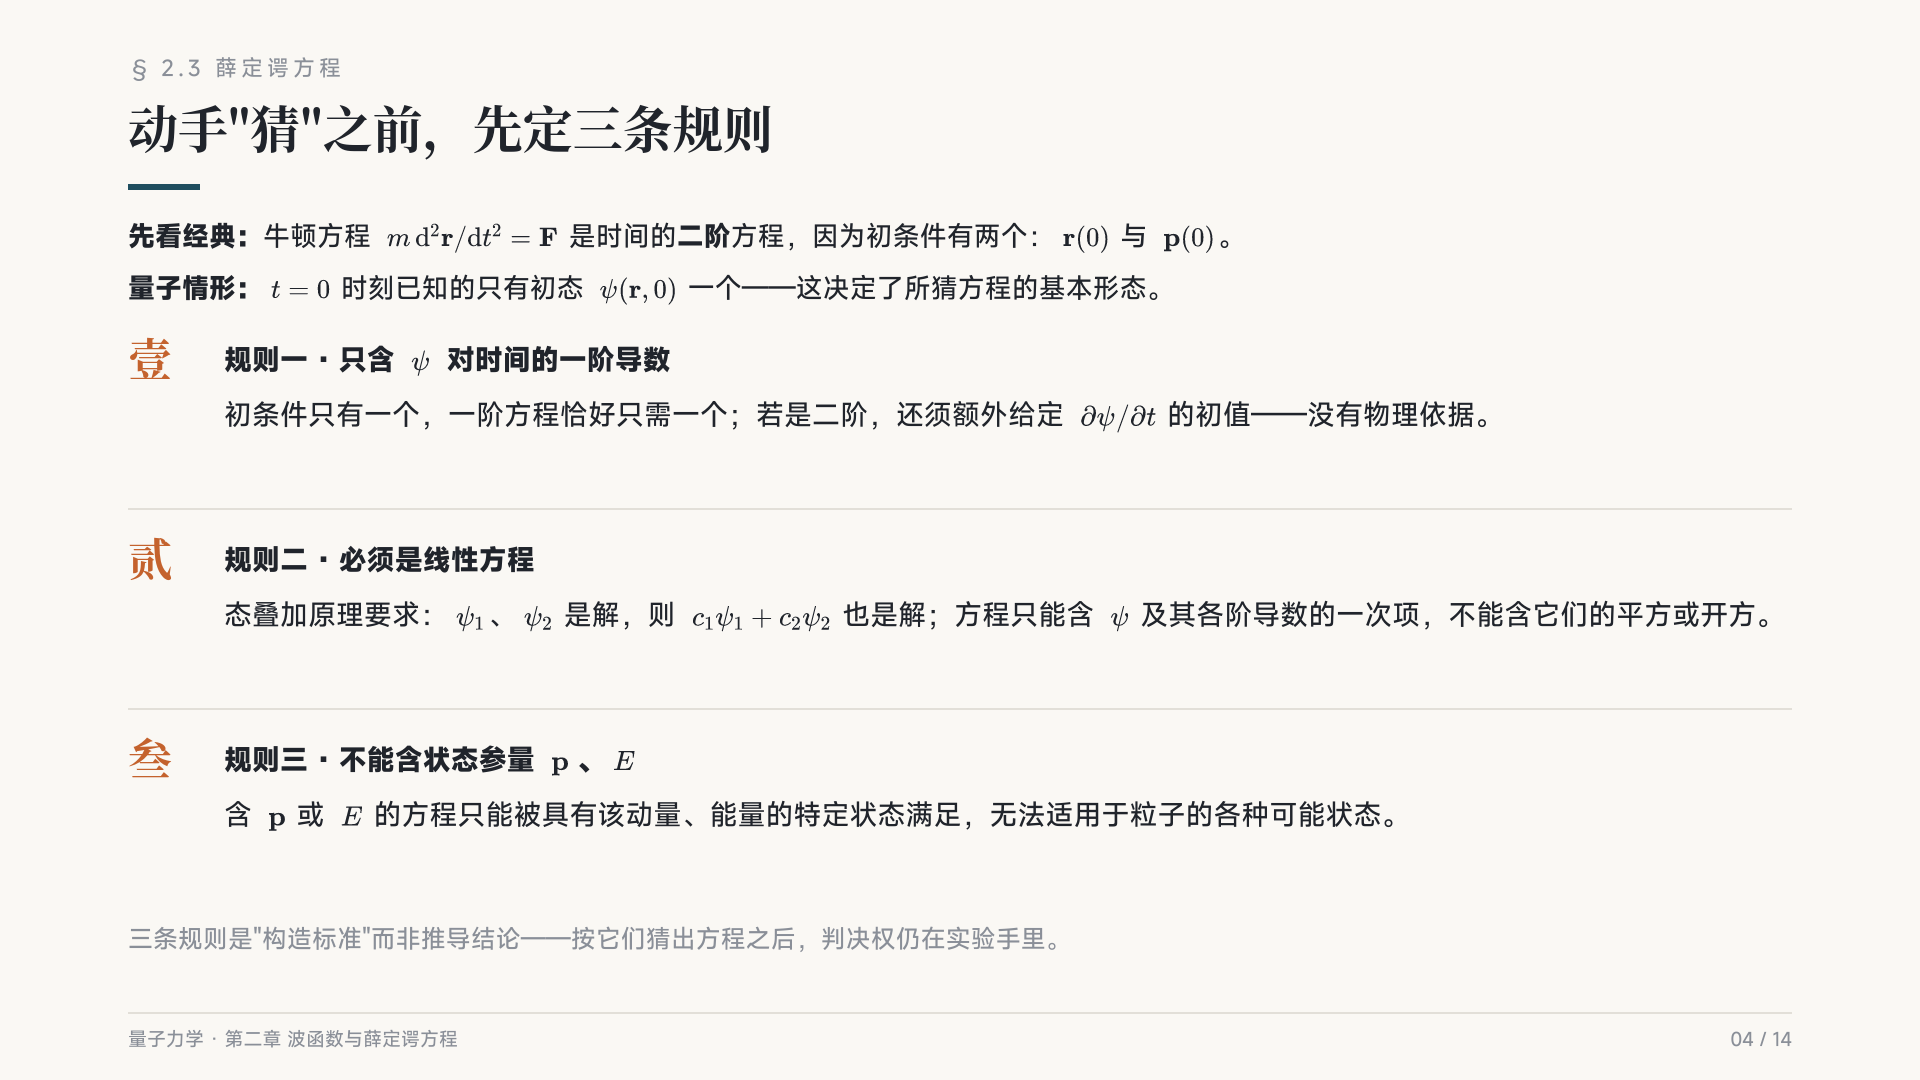 § 2.3 薛定谔方程
动手"猜"之前，先定三条规则
先看经典：牛顿方程 m d²r/dt² = F 是时间的二阶方程，因为初条件有两个：r(0) 与 p(0)。
量子情形：t = 0 时刻已知的只有初态 ψ(r, 0) 一个——这决定了所猜方程的基本形态。
壹
规则一 · 只含 ψ 对时间的一阶导数
初条件只有一个，一阶方程恰好只需一个；若是二阶，还须额外给定 ∂ψ/∂t 的初值——没有物理依据。
贰
规则二 · 必须是线性方程
态叠加原理要求：ψ₁、ψ₂ 是解，则 c₁ψ₁ + c₂ψ₂ 也是解；方程只能含 ψ 及其各阶导数的一次项，不能含它们的平方或开方。
叁
规则三 · 不能含状态参量 p、E
含 p 或 E 的方程只能被具有该动量、能量的特定状态满足，无法适用于粒子的各种可能状态。
三条规则是"构造标准"而非推导结论——按它们猜出方程之后，判决权仍在实验手里。
量子力学 · 第二章 波函数与薛定谔方程
04 / 14